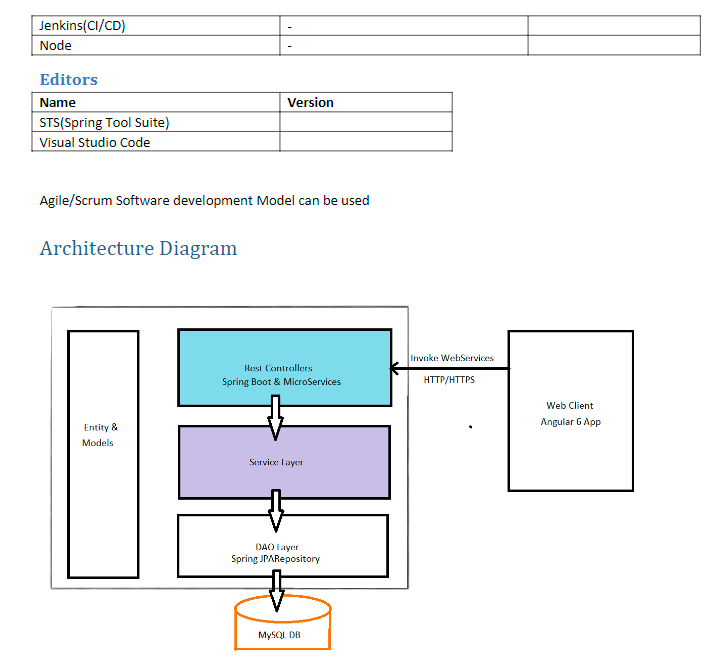 Jenkins(CI/CD) -
Node -
Editors
Name Version
STS(Spring Tool Suite)
Visual Studio Code
Agile/Scrum Software development Model can be used
Architecture Diagram
Rest Controllers
Spring Boot & MicroServices
Invoke WebServices
HTTP/HTTPS
Web Client
Angular 6 App
Entity &
Models
Service Layer
DAO Layer
Spring JPARepository
MySQL DB